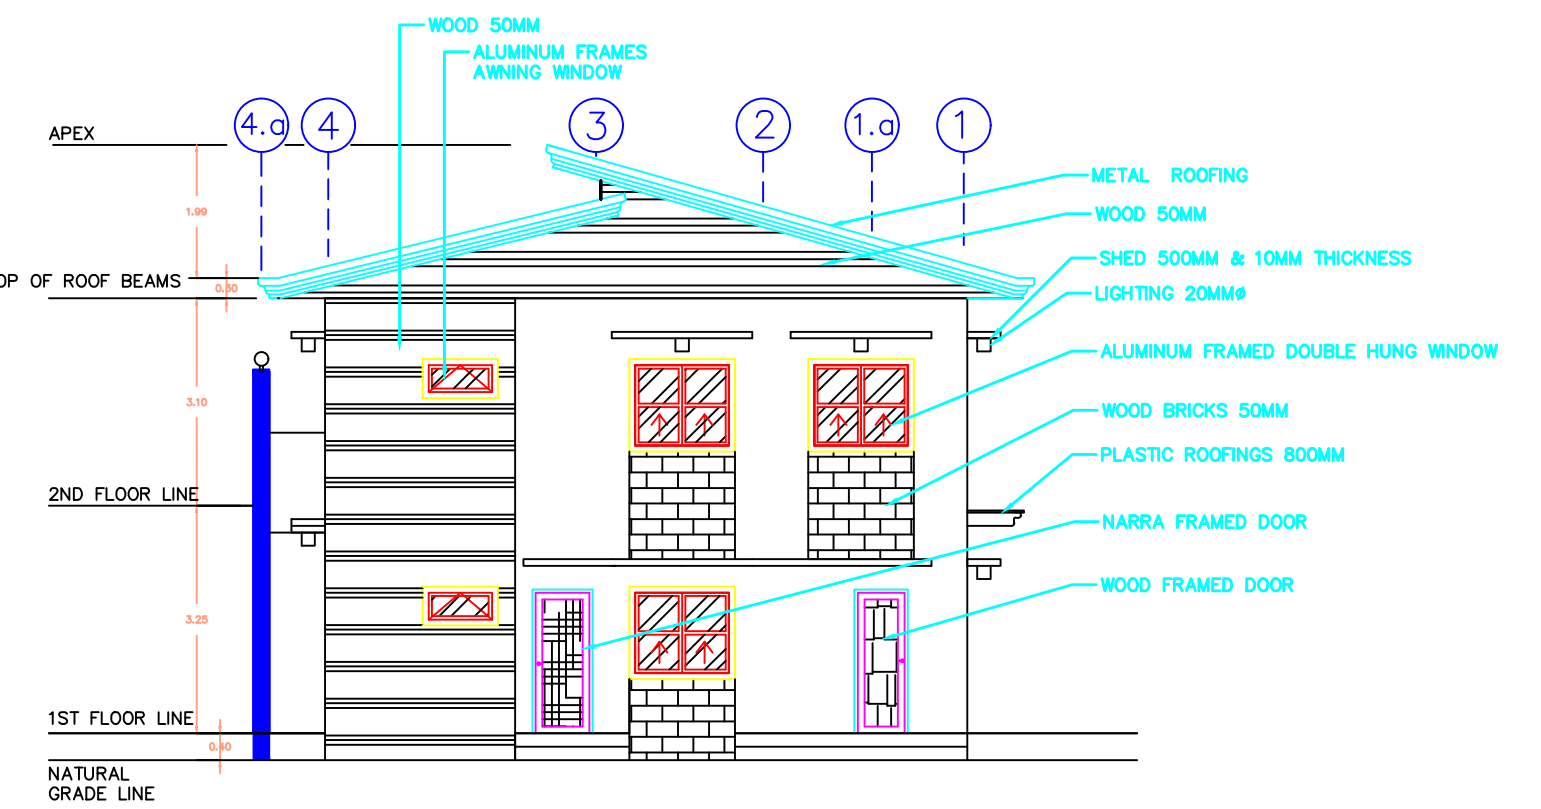 WOOD 50MM
ALUMINUM FRAMES
AWNING WINDOW
4.a
4
3
2
1.a
1
APEX
METAL ROOFING
1.99
WOOD 50MM
SHED 500MM & 10MM THICKNESS
OP OF ROOF BEAMS
0.30
LIGHTING 20MMø
ALUMINUM FRAMED DOUBLE HUNG WINDOW
3.10
WOOD BRICKS 50MM
PLASTIC ROOFINGS 800MM
2ND FLOOR LINE
NARRA FRAMED DOOR
WOOD FRAMED DOOR
3.25
1ST FLOOR LINE
0.40
NATURAL
GRADE LINE